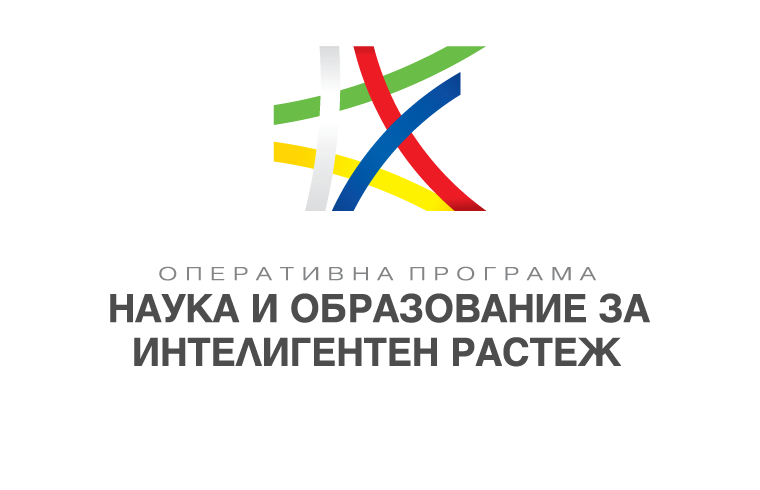 ОПЕРАТИВНА ПРОГРАМА
НАУКА И ОБРАЗОВАНИЕ ЗА
ИНТЕЛИГЕНТЕН РАСТЕЖ